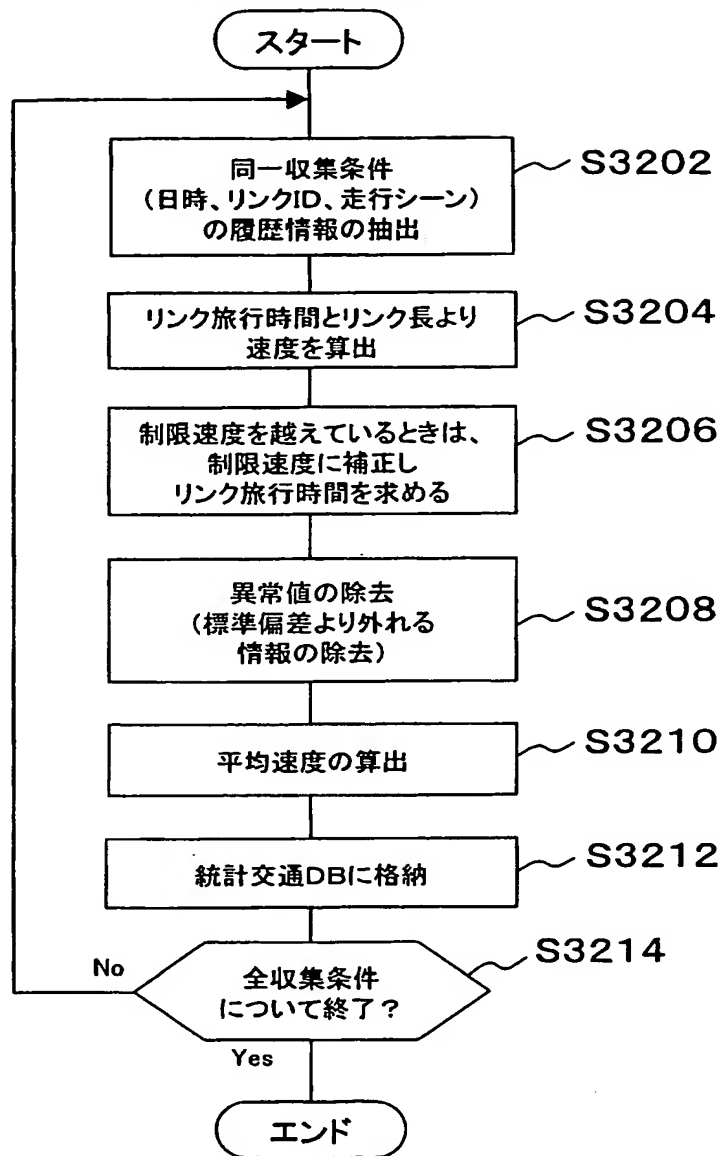 スタート
同一収集条件
(日時、リンクID、走行シーン)
の履歴情報の抽出
S3202
リンク旅行時間とリンク長より
速度を算出
S3204
制限速度を越えているときは、
制限速度に補正し
リンク旅行時間を求める
S3206
異常値の除去
(標準偏差より外れる
情報の除去)
S3208
平均速度の算出
S3210
統計交通DBに格納
S3212
全収集条件
について終了?
S3214
No
Yes
エンド